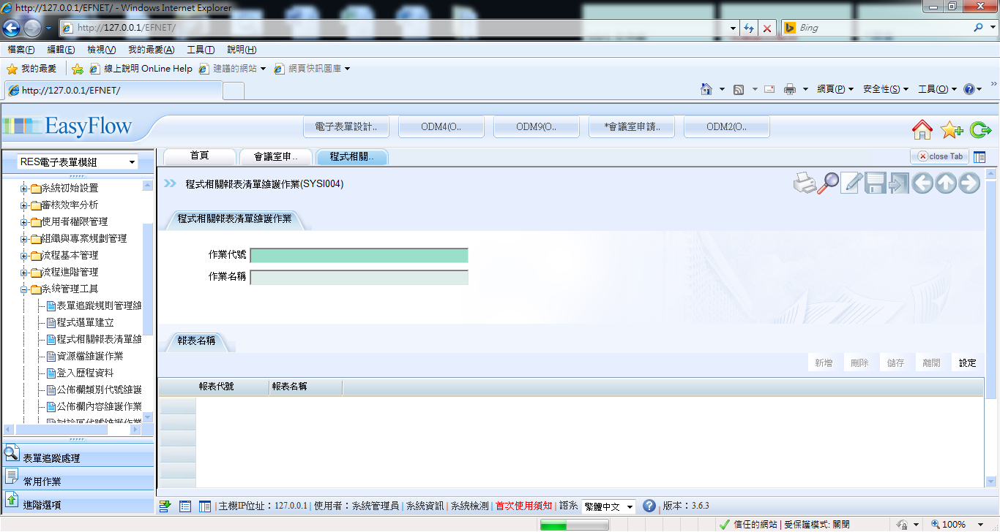 http://127.0.0.1/EFNET/ - Windows Internet Explorer
http://127.0.0.1/EFNET/
Bing
檔案(F) 編輯(E) 檢視(V) 我的最愛(A) 工具(T) 說明(H)
我的最愛 線上說明 OnLine Help 建議的網站 網頁快訊圖庫
http://127.0.0.1/EFNET/ 網頁(P) 安全性(S) 工具(O) »
EasyFlow 電子表單設計.. ODM4(O.. ODM9(O.. *會議室申請.. ODM2(O..
RES電子表單模組 首頁 會議室申.. 程式相關.. close Tab
系統初始設置
審核效率分析
使用者權限管理
組織與專案規劃管理
流程基本管理
流程進階管理
系統管理工具
表單追蹤規則管理維
程式選單建立
程式相關報表清單維
資源檔維護作業
登入歷程資料
公佈欄類別代號維護
公佈欄內容維護作業
討論區代號維護作業
表單追蹤處理
常用作業
進階選項
程式相關報表清單維護作業(SYSI004)
程式相關報表清單維護作業
作業代號
作業名稱
報表名稱
新增 刪除 儲存 離開 設定
報表代號 報表名稱
主機IP位址：127.0.0.1 | 使用者：系統管理員 | 系統資訊 | 系統檢測 | 首次使用須知 | 語系 繁體中文 | 版本：3.6.3
信任的網站 | 受保護模式: 關閉 100%